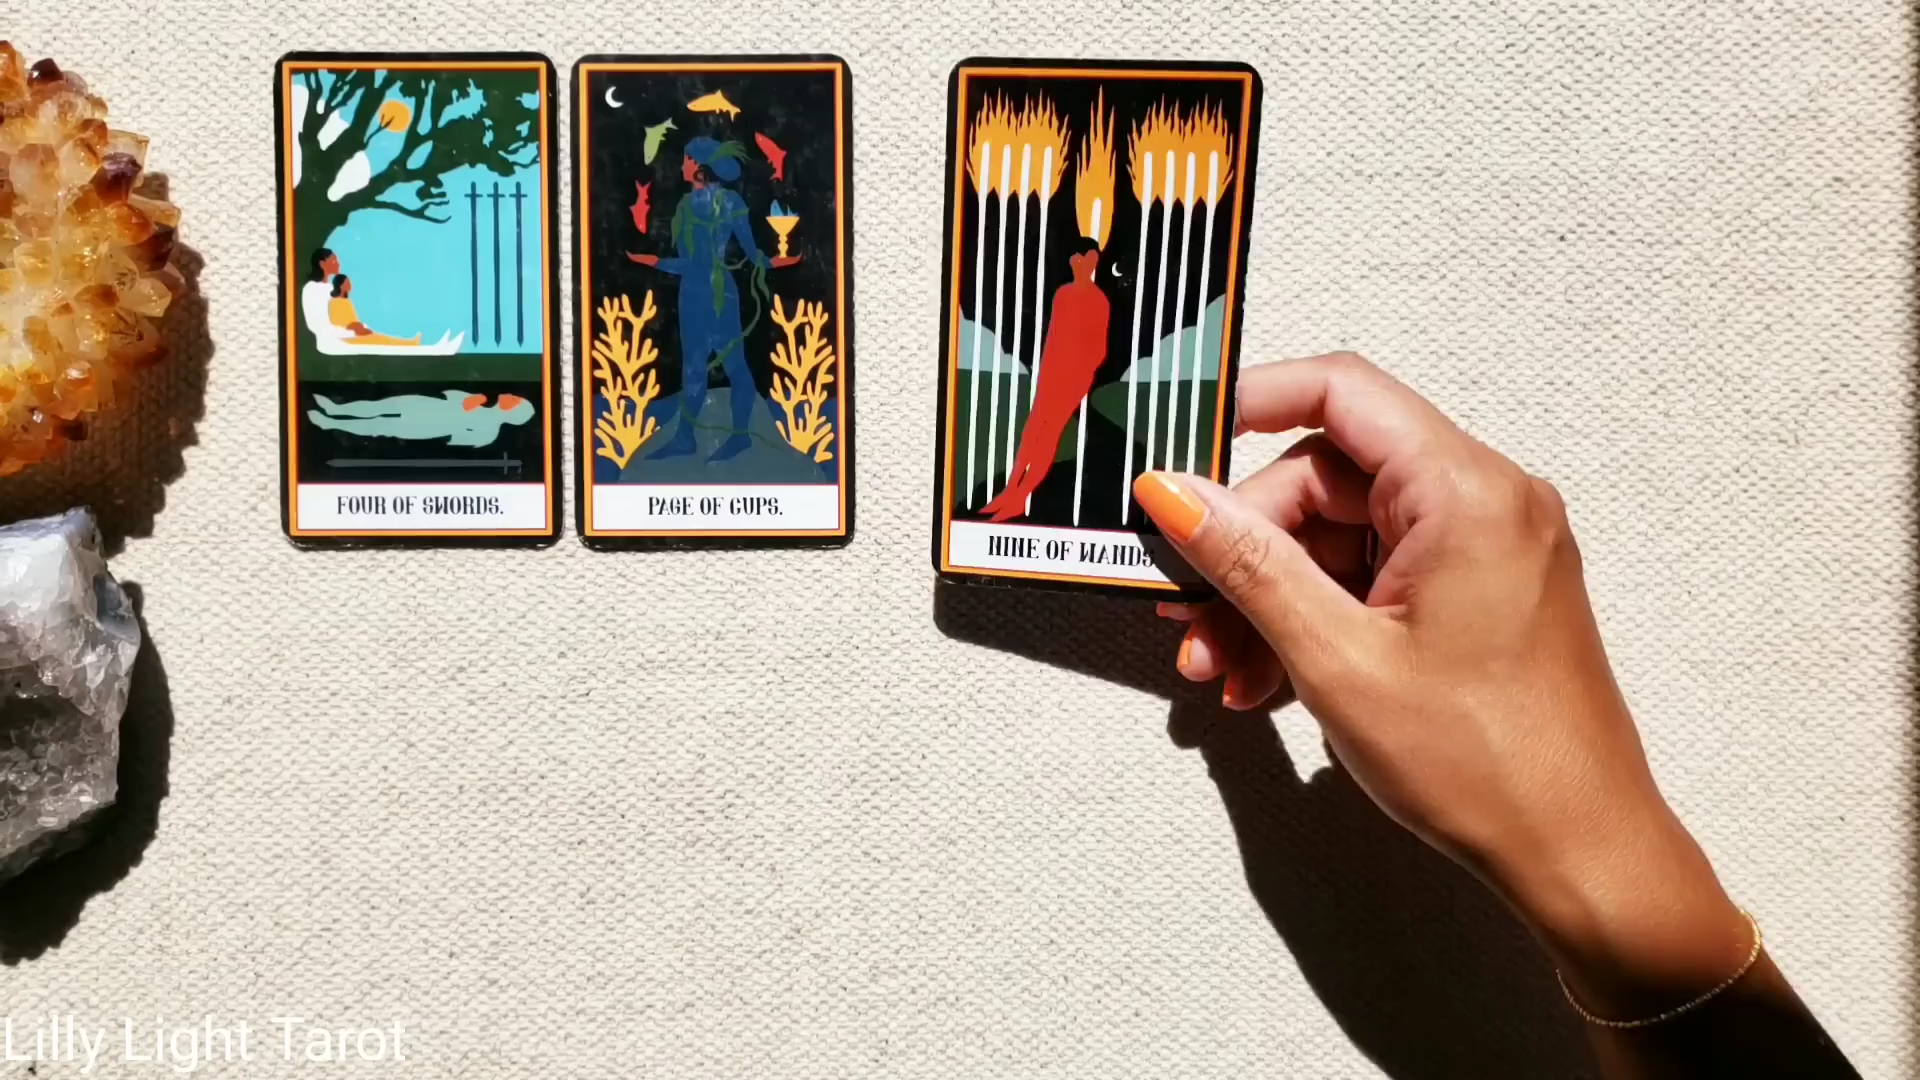 FOUR OF SWORDS.
PAGE OF CUPS.
NINE OF WANDS
Lilly Light Tarot